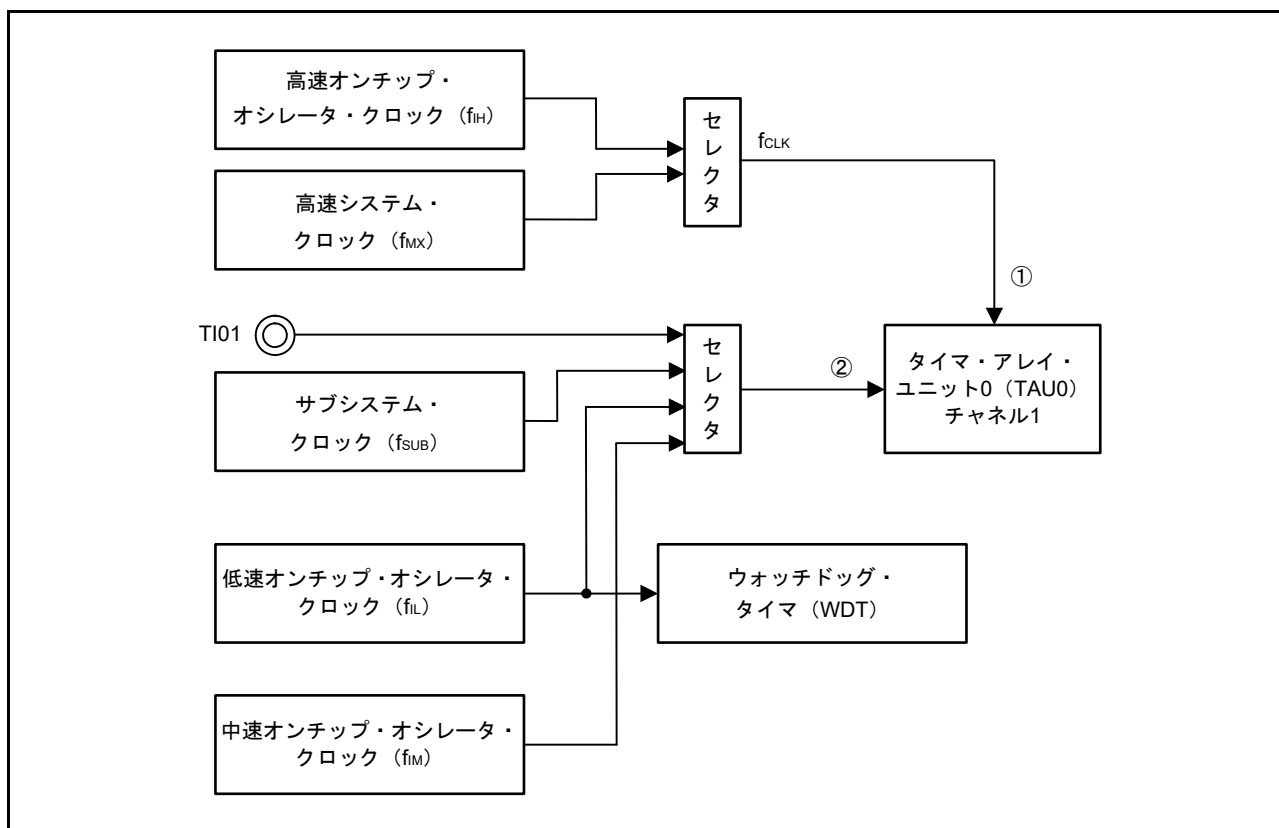 高速オンチップ・
オシレータ・クロック（fIH）
セレクタ
fCLK
高速システム・
クロック（fMX）
①
TI01
セレクタ
②
タイマ・アレイ・
ユニット0（TAU0）
チャネル1
サブシステム・
クロック（fSUB）
低速オンチップ・オシレータ・
クロック（fIL）
ウォッチドッグ・
タイマ（WDT）
中速オンチップ・オシレータ・
クロック（fIM）